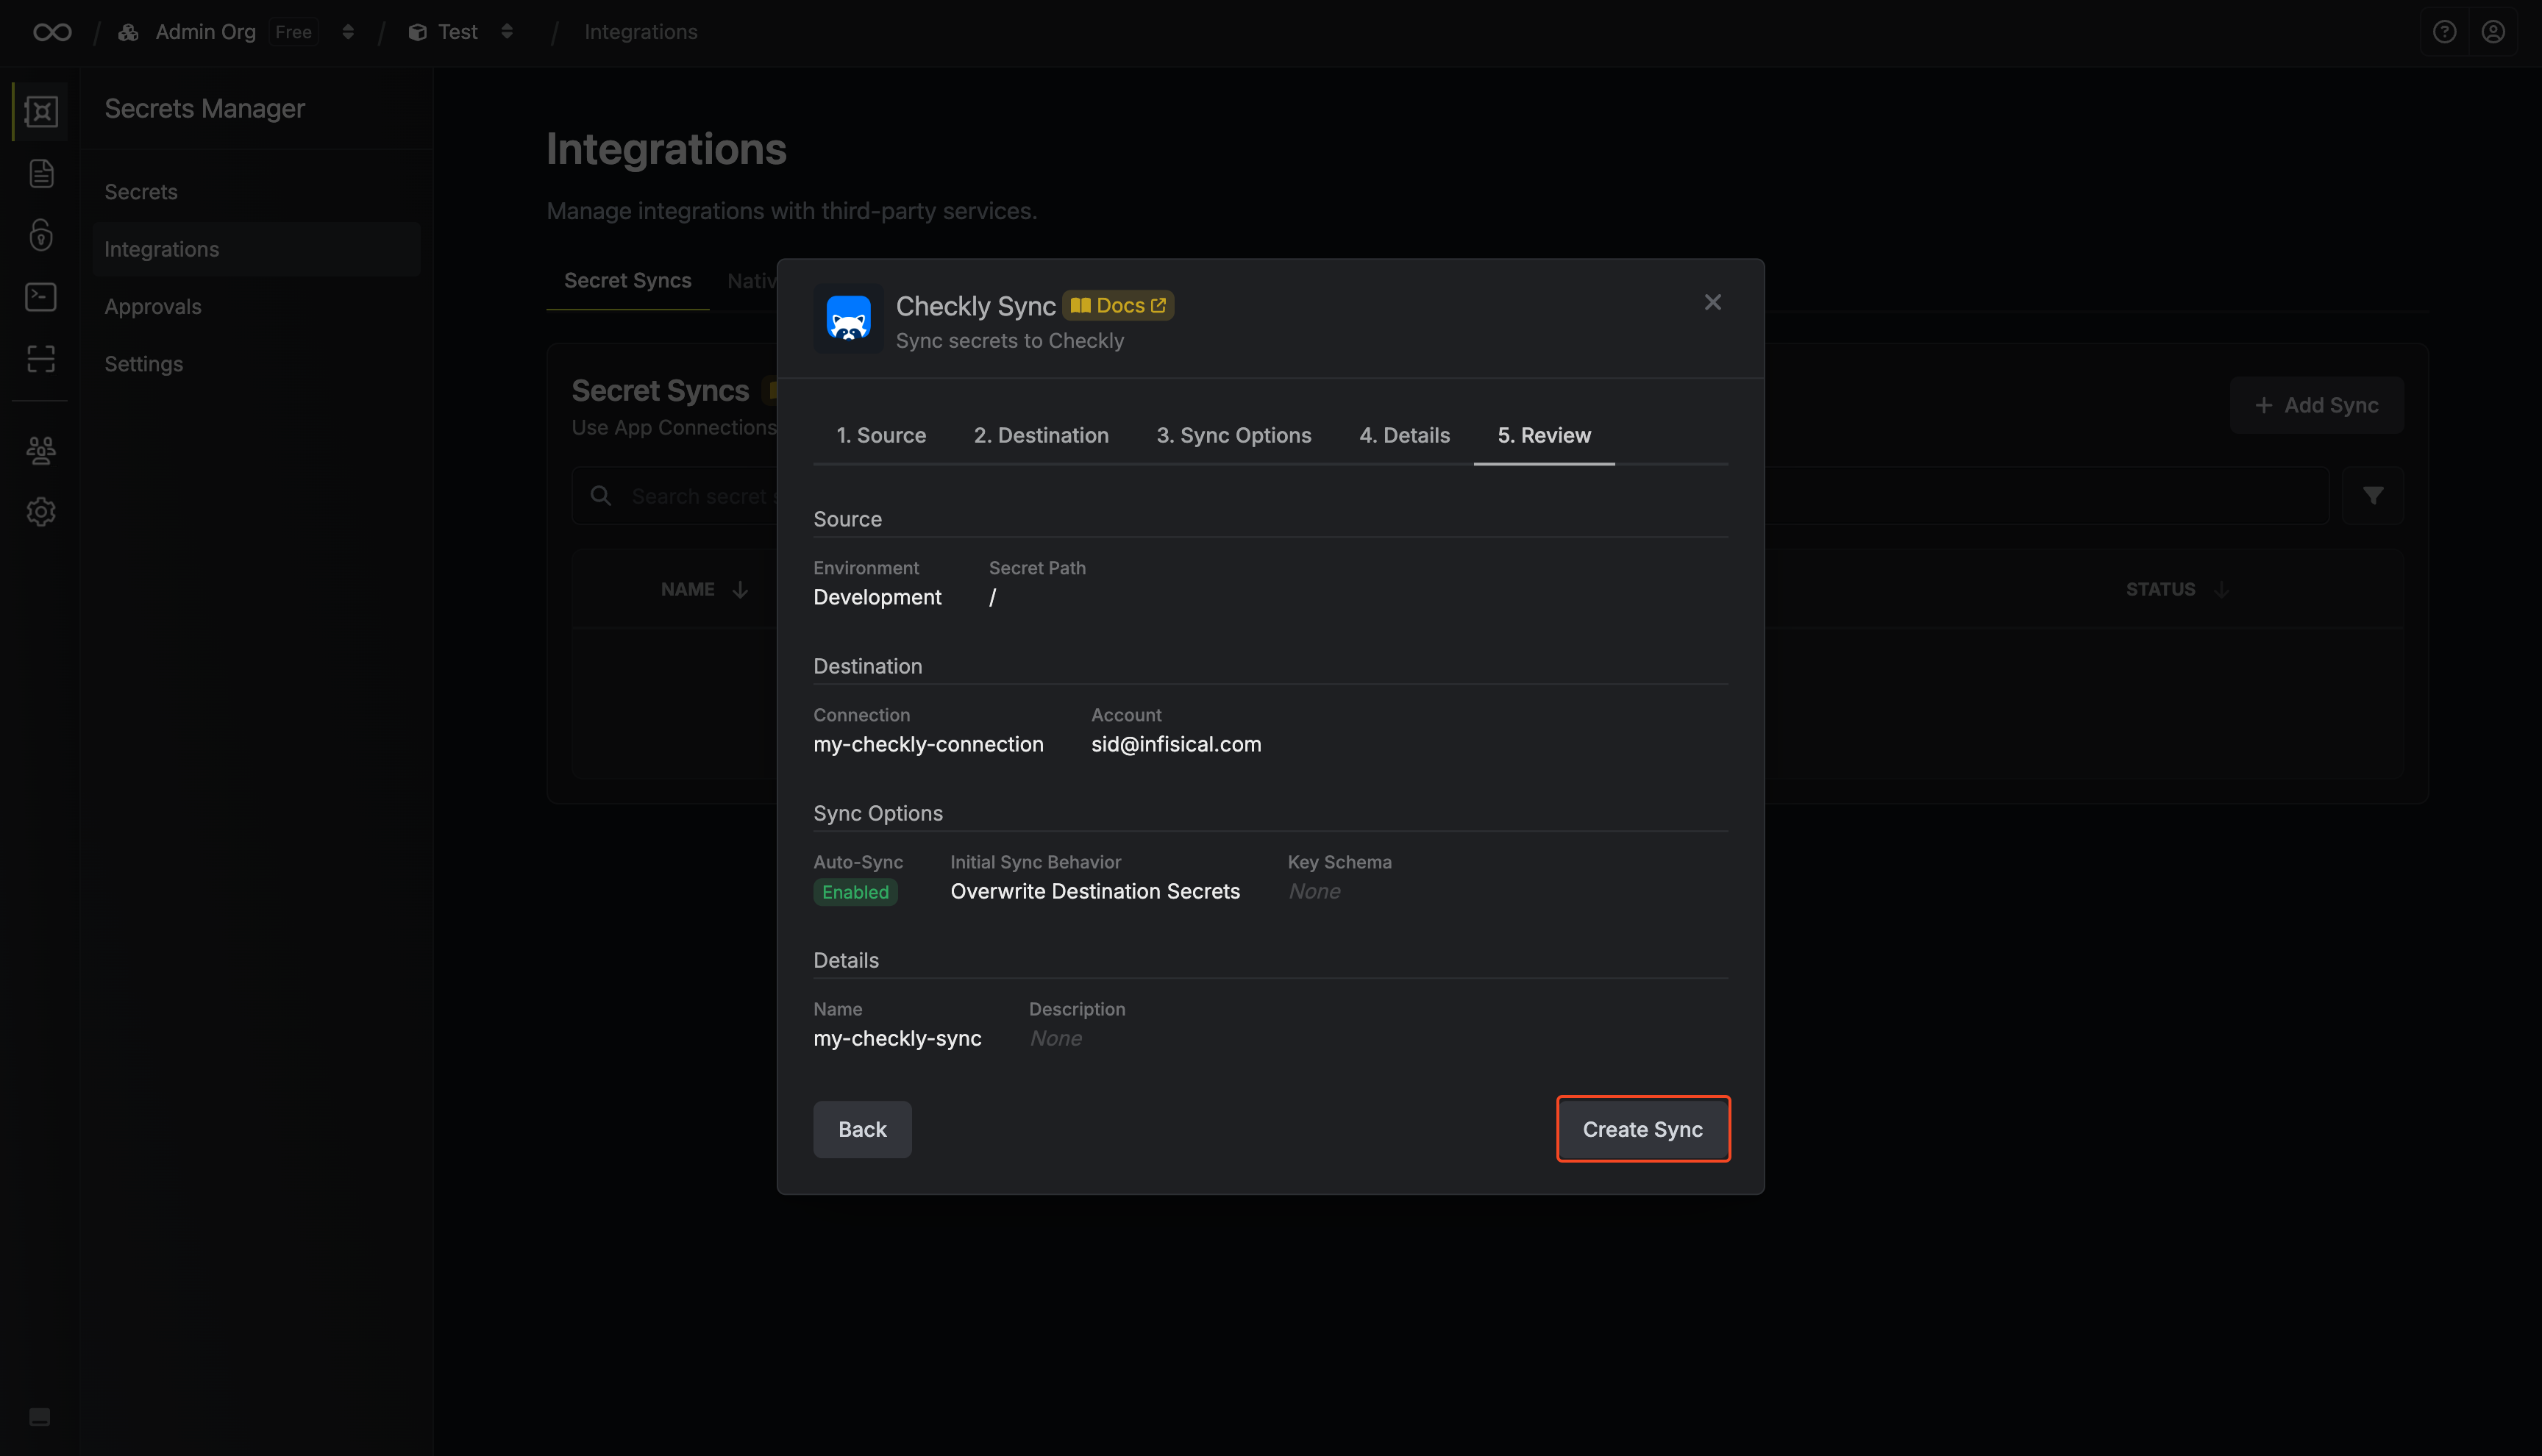 Admin Org Free
Test
Integrations
Secrets Manager
Secrets
Integrations
Approvals
Settings
Integrations
Manage integrations with third-party services.
Secret Syncs
Nativ
Secret Syncs
Use App Connections
Add Sync
Search secret s
NAME
STATUS
Checkly Sync Docs
Sync secrets to Checkly
1. Source
2. Destination
3. Sync Options
4. Details
5. Review
Source
Environment
Secret Path
Development
/
Destination
Connection
Account
my-checkly-connection
sid@infisical.com
Sync Options
Auto-Sync
Initial Sync Behavior
Key Schema
Enabled
Overwrite Destination Secrets
None
Details
Name
Description
my-checkly-sync
None
Back
Create Sync